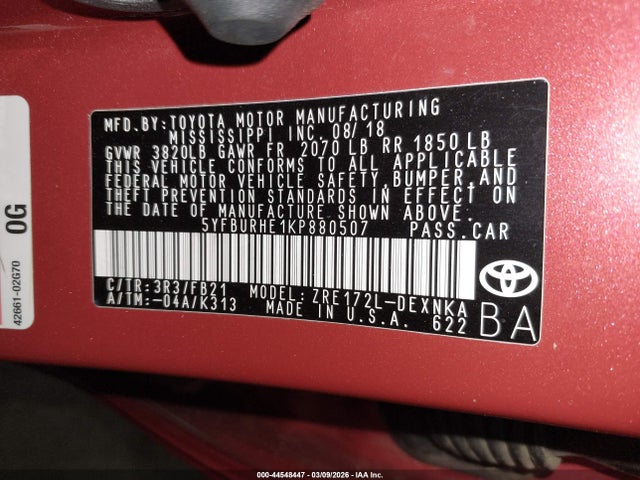 MFD.BY:TOYOTA MOTOR MANUFACTURING
MISSISSIPPI INC.08/18
GVWR 3820LB GAWR FR 2070 LB RR 1850 LB
THIS VEHICLE CONFORMS TO ALL APPLICABLE
FEDERAL MOTOR VEHICLE SAFETY,BUMPER,AND
THEFT PREVENTION STANDARDS IN EFFECT ON
THE DATE OF MANUFACTURE SHOWN ABOVE.
5YFBURHE1KP880507 PASS.CAR
C/TR:3R3/FB21 MODEL:ZRE172L-DEXNKA
A/TM:-04A/K313 MADE IN U.S.A. 622
BA
0G
42661-02G70
000-44548447 - 03/09/2026 - IAA Inc.